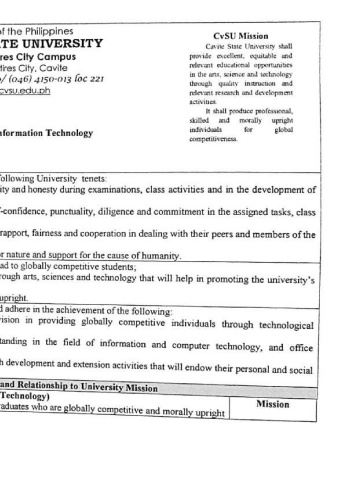 of the Philippines
ITE UNIVERSITY
res City Campus
tires City, Cavite
/ (046) 4150-013 loc 221
cvsu.edu.ph
nformation Technology
CvSU Mission
Cavite State University shall
provide excellent, equitable and
relevant educational opportunities
in the arts, science and technology
through quality instruction and
relevant research and development
activities.
It shall produce professional,
skilled and morally upright
individuals for global
competitiveness.
ollowing University tenets:
ity and honesty during examinations, class activities and in the development of
-confidence, punctuality, diligence and commitment in the assigned tasks, class
rapport, fairness and cooperation in dealing with their peers and members of the
r nature and support for the cause of humanity.
ad to globally competitive students;
rough arts, sciences and technology that will help in promoting the university's
upright.
d adhere in the achievement of the following:
vision in providing globally competitive individuals through technological
tanding in the field of information and computer technology, and office
h development and extension activities that will endow their personal and social
and Relationship to University Mission
Technology)
Mission
raduates who are globally competitive and morally upright